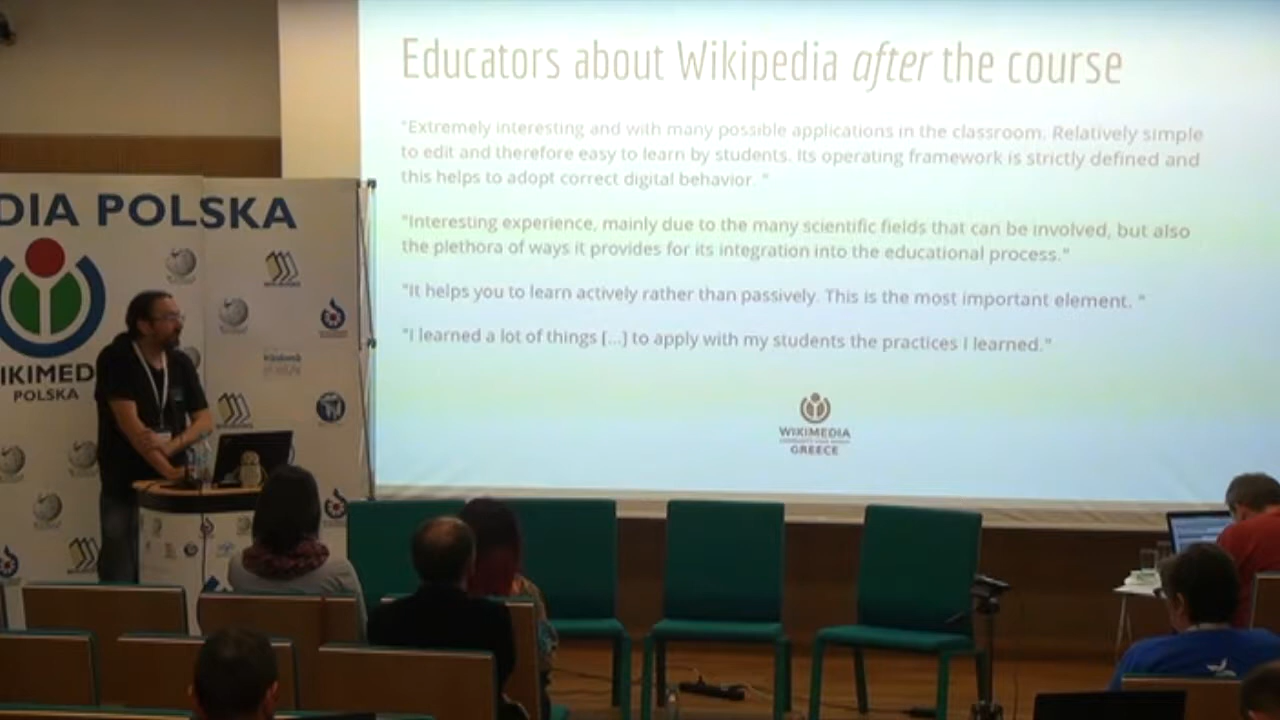 Educators about Wikipedia after the course
"Extremely interesting and with many possible applications in the classroom. Relatively simple
to edit and therefore easy to learn by students. Its operating framework is strictly defined and
this helps to adopt correct digital behavior. "
"Interesting experience, mainly due to the many scientific fields that can be involved, but also
the plethora of ways it provides for its integration into the educational process."
"It helps you to learn actively rather than passively. This is the most important element. "
"I learned a lot of things [...] to apply with my students the practices I learned."
WIKIMEDIA
GREECE
DIA POLSKA
IKIMED
POLSKA